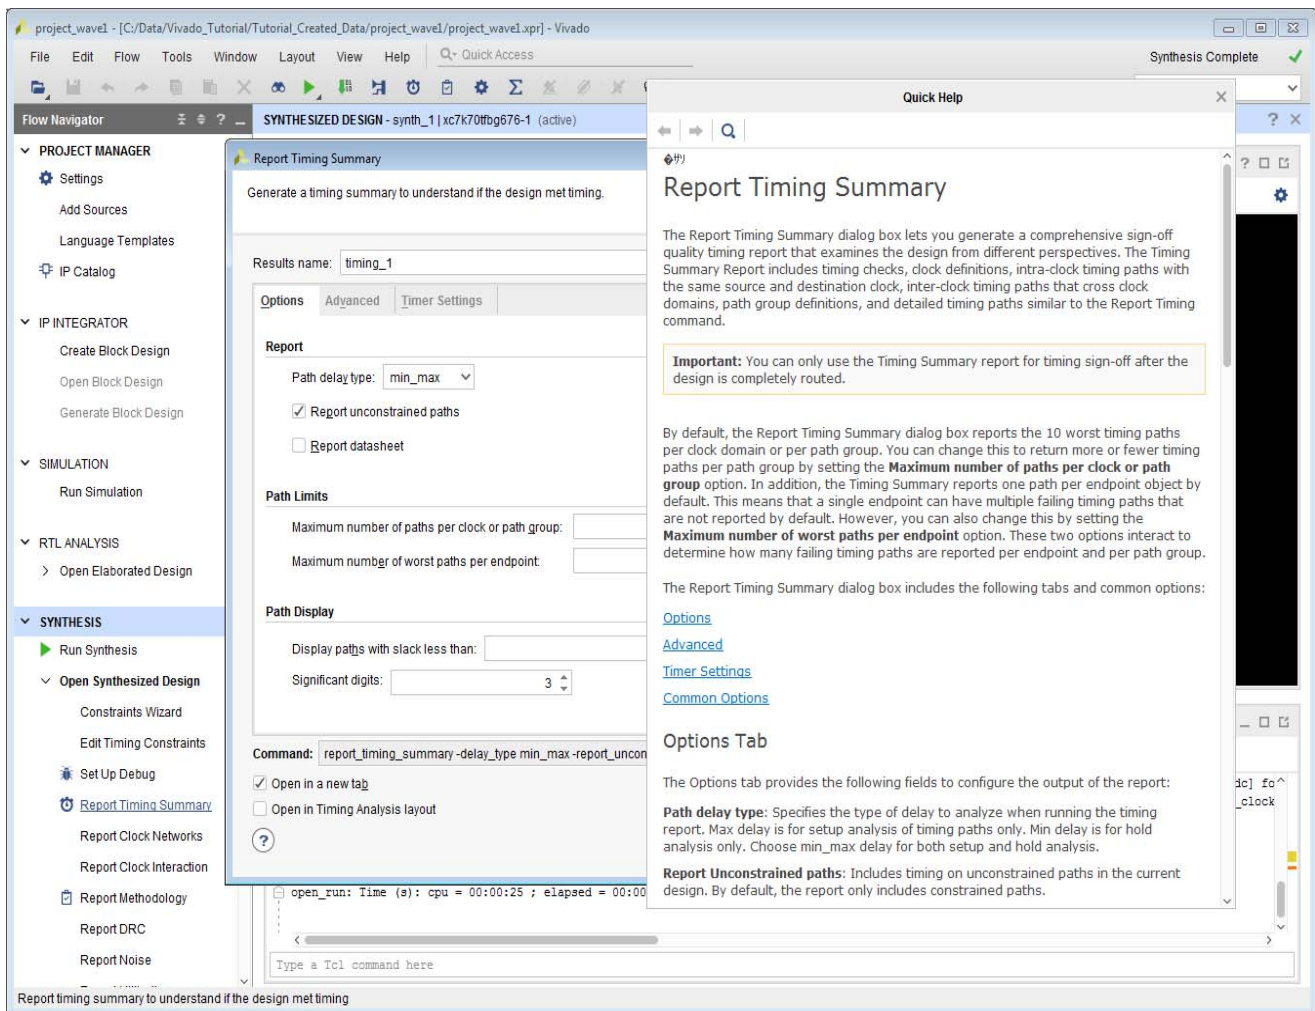 project_wave1 - [C:/Data/Vivado_Tutorial/Tutorial_Created_Data/project_wave1/project_wave1.xpr] - Vivado
File Edit Flow Tools Window Layout View Help Quick Access
Synthesis Complete
Flow Navigator
SYNTHESIZED DESIGN - synth_1 | xc7k70tfbg676-1 (active)
PROJECT MANAGER
Settings
Add Sources
Language Templates
IP Catalog
IP INTEGRATOR
Create Block Design
Open Block Design
Generate Block Design
SIMULATION
Run Simulation
RTL ANALYSIS
Open Elaborated Design
SYNTHESIS
Run Synthesis
Open Synthesized Design
Constraints Wizard
Edit Timing Constraints
Set Up Debug
Report Timing Summary
Report Clock Networks
Report Clock Interaction
Report Methodology
Report DRC
Report Noise
Report Timing Summary
Generate a timing summary to understand if the design met timing.
Results name: timing_1
Options Advanced Timer Settings
Report
Path delay type: min_max
Report unconstrained paths
Report datasheet
Path Limits
Maximum number of paths per clock or path group:
Maximum number of worst paths per endpoint:
Path Display
Display paths with slack less than:
Significant digits: 3
Command: report_timing_summary -delay_type min_max -report_uncon
Open in a new tab
Open in Timing Analysis layout
?
Quick Help
�サリ
Report Timing Summary
The Report Timing Summary dialog box lets you generate a comprehensive sign-off
quality timing report that examines the design from different perspectives. The Timing
Summary Report includes timing checks, clock definitions, intra-clock timing paths with
the same source and destination clock, inter-clock timing paths that cross clock
domains, path group definitions, and detailed timing paths similar to the Report Timing
command.
Important: You can only use the Timing Summary report for timing sign-off after the
design is completely routed.
By default, the Report Timing Summary dialog box reports the 10 worst timing paths
per clock domain or per path group. You can change this to return more or fewer timing
paths per path group by setting the Maximum number of paths per clock or path
group option. In addition, the Timing Summary reports one path per endpoint object by
default. This means that a single endpoint can have multiple failing timing paths that
are not reported by default. However, you can also change this by setting the
Maximum number of worst paths per endpoint option. These two options interact to
determine how many failing timing paths are reported per endpoint and per path group.
The Report Timing Summary dialog box includes the following tabs and common options:
Options
Advanced
Timer Settings
Common Options
Options Tab
The Options tab provides the following fields to configure the output of the report:
Path delay type: Specifies the type of delay to analyze when running the timing
report. Max delay is for setup analysis of timing paths only. Min delay is for hold
analysis only. Choose min_max delay for both setup and hold analysis.
Report Unconstrained paths: Includes timing on unconstrained paths in the current
design. By default, the report only includes constrained paths.
dc] fo
_clock
open_run: Time (s): cpu = 00:00:25 ; elapsed = 00:00
Type a Tcl command here
Report timing summary to understand if the design met timing